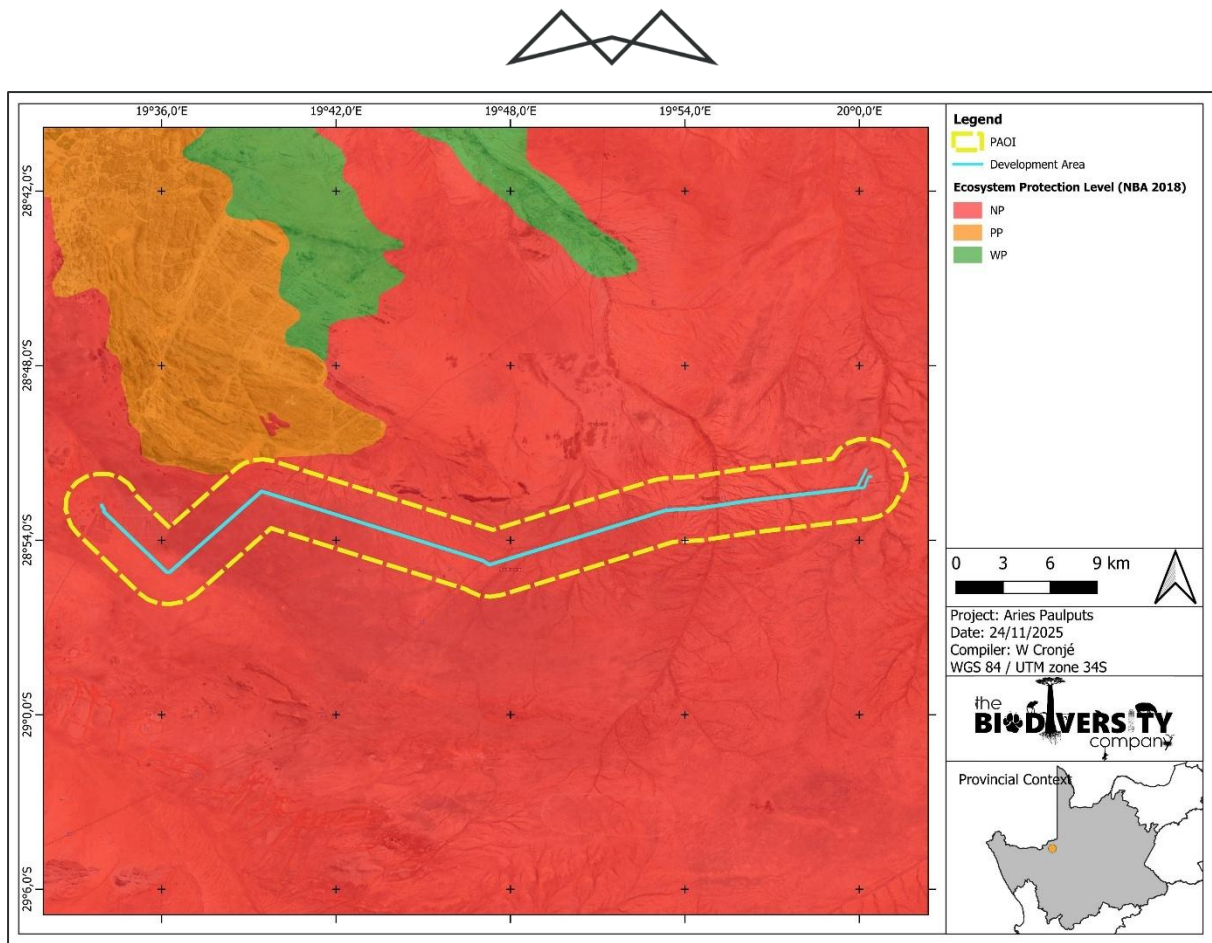 19°36,0'E 19°42,0'E 19°48,0'E 19°54,0'E 20°0,0'E
28°42,0'S
28°48,0'S
28°54,0'S
29°0,0'S
29°6,0'S
Legend
PAOI
Development Area
Ecosystem Protection Level (NBA 2018)
NP
PP
WP
0 3 6 9 km
Project: Aries Paulputs
Date: 24/11/2025
Compiler: W Cronjé
WGS 84 / UTM zone 34S
the
BIODIVERSITY
company
Provincial Context